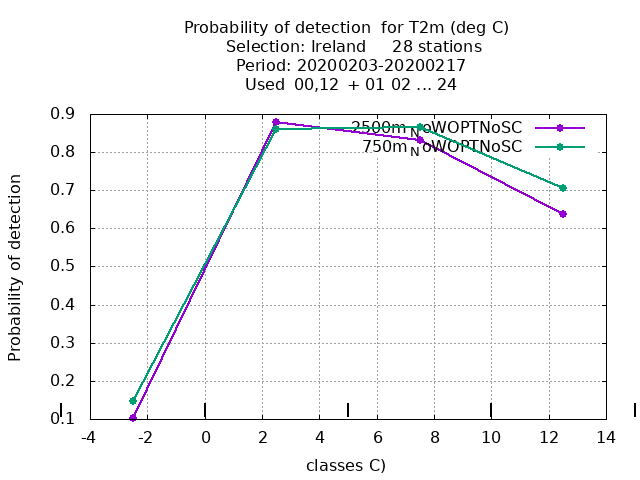 Probability of detection for T2m (deg C)
Selection: Ireland 28 stations
Period: 20200203-20200217
Used 00,12 + 01 02 ... 24
Probability of detection
0.9
0.8
0.7
0.6
0.5
0.4
0.3
0.2
0.1
2500m_NoWOPTNoSC
750m_NoWOPTNoSC
-4 -2 0 2 4 6 8 10 12 14
classes C)